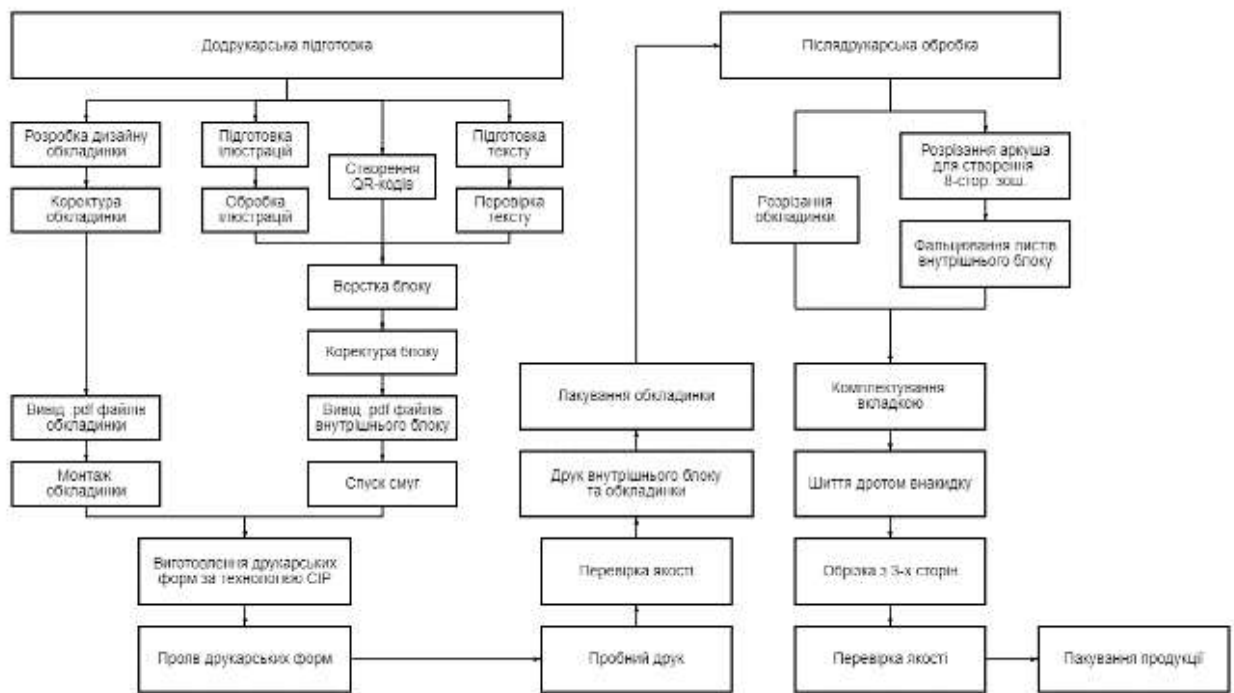 Додрукарська підготовка
Розробка дизайну
обкладинки
Коректура
обкладинки
Вивід .pdf файлів
обкладинки
Монтаж
обкладинки
Підготовка
ілюстрацій
Обробка
ілюстрацій
Створення
QR-кодів
Підготовка
тексту
Перевірка
тексту
Верстка блоку
Коректура блоку
Вивід .pdf файлів
внутрішнього блоку
Спуск смуг
Виготовлення друкарських
форм за технологією CIP
Прояв друкарських форм
Пробний друк
Перевірка якості
Друк внутрішнього блоку
та обкладинки
Лакування обкладинки
Післядрукарська обробка
Розрізання
обкладинки
Розрізання аркуша
для створення
8-стор. зош.
Фальцювання листів
внутрішнього блоку
Комплектування
вкладкою
Шиття дротом внакидку
Обрізка з 3-х сторін
Перевірка якості
Пакування продукції